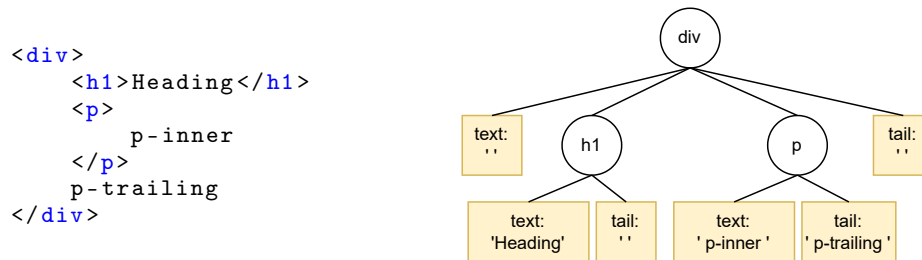 <div>
<h1>Heading</h1>
<p>
p-inner
</p>
p-trailing
</div>
div
text:
' '
h1
p
tail:
' '
text:
'Heading'
tail:
' '
text:
' p-inner '
tail:
' p-trailing '